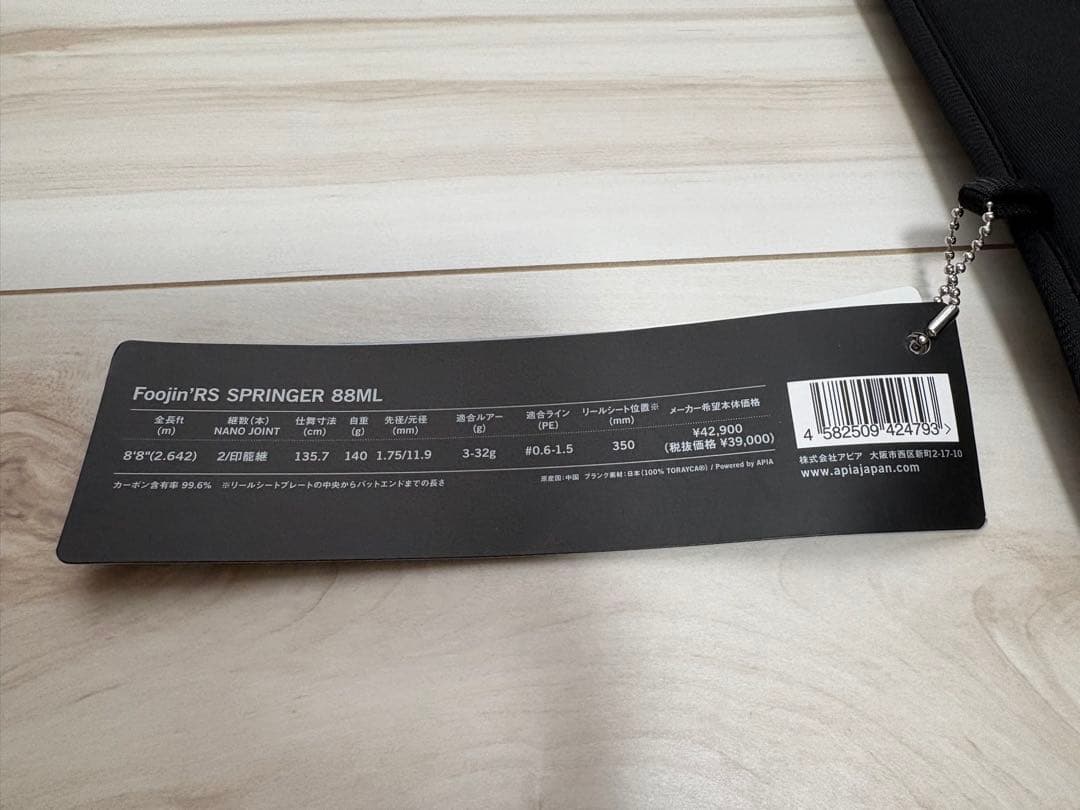 Foojin'RS SPRINGER 88ML
全長ft (m) 継数(本) NANO JOINT 仕舞寸法 (cm) 自重 (g) 先径/元径 (mm) 適合ルアー (g) 適合ライン (PE) リールシート位置※ (mm) メーカー希望本体価格
8'8"(2.642) 2/印籠継 135.7 140 1.75/11.9 3-32g #0.6-1.5 350 ¥42,900 (税抜価格 ¥39,000)
カーボン含有率 99.6% ※リールシートプレートの中央からバットエンドまでの長さ
原産国:中国 ブランク素材:日本(100% TORAYCA®) / Powered by APIA
4 582509 424793 >
株式会社アピア 大阪市西区新町2-17-10
www.apiajapan.com